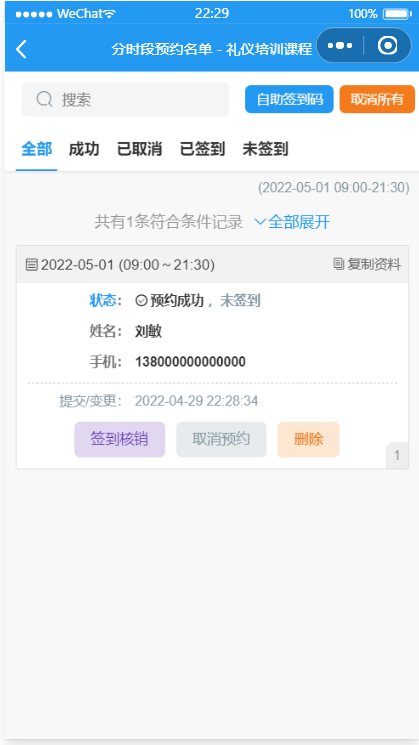 WeChat 22:29 100%
分时段预约名单 - 礼仪培训课程
搜索 自助签到码 取消所有
全部 成功 已取消 已签到 未签到
(2022-05-01 09:00-21:30)
共有1条符合条件记录 全部展开
2022-05-01 (09:00～21:30) 复制资料
状态： 预约成功 ，未签到
姓名： 刘敏
手机： 138000000000000
提交/变更： 2022-04-29 22:28:34
签到核销 取消预约 删除
1